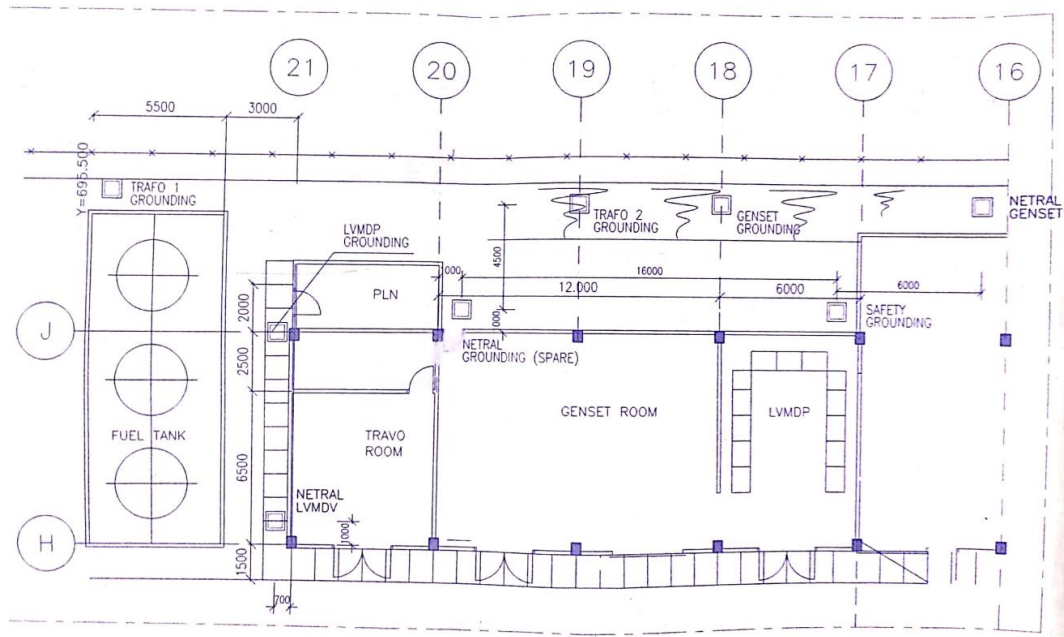 21
20
19
18
17
16
5500
3000
Y=695.500
TRAFO 1
GROUNDING
LVMDP
GROUNDING
TRAFO 2
GROUNDING
GENSET
GROUNDING
NETRAL
GENSET
4500
16000
12.000
6000
6000
PLN
2000
J
NETRAL
GROUNDING (SPARE)
SAFETY
GROUNDING
2500
GENSET ROOM
LVMDP
FUEL TANK
TRAVO
ROOM
6500
NETRAL
LVMDV
1000
H
1500
700